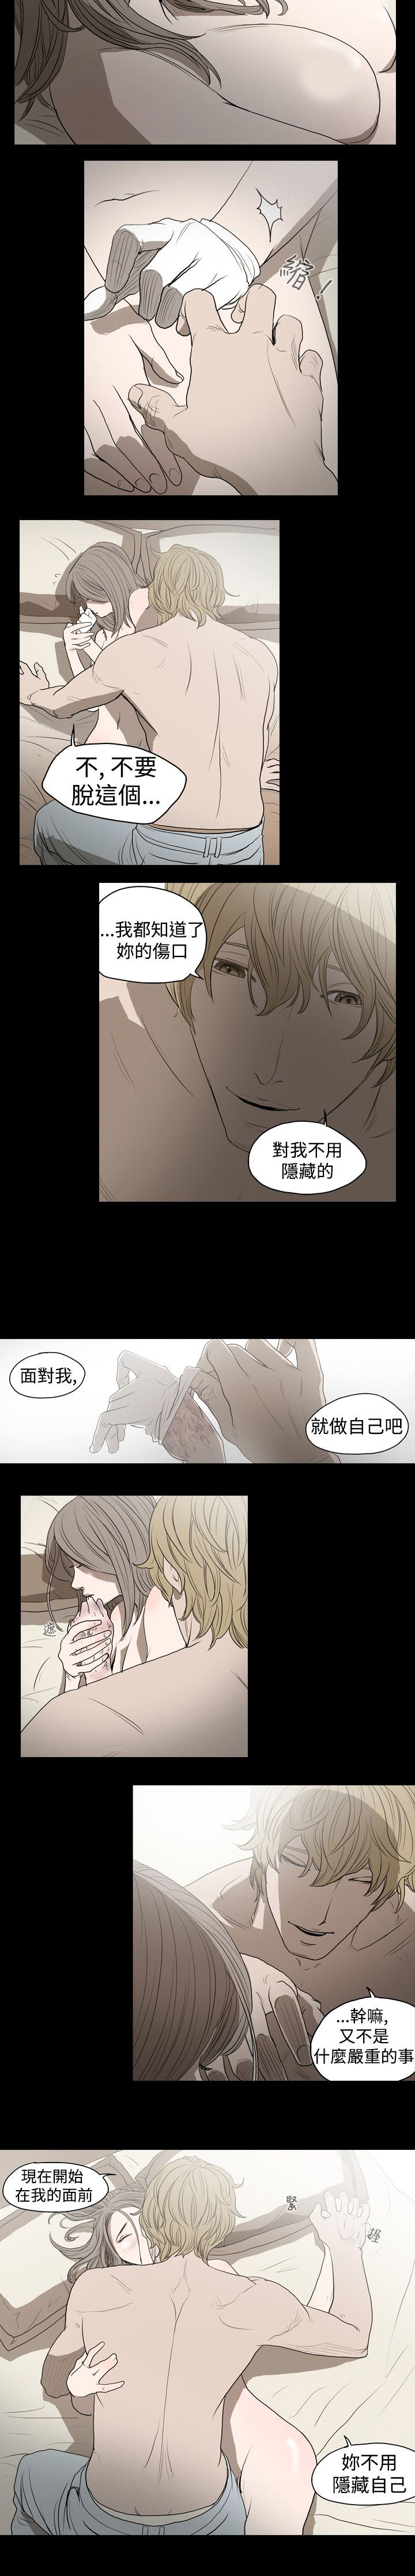 縮!
不, 不要
脫這個...
...我都知道了
妳的傷口
對我不用
隱藏的
面對我,
就做自己吧
遮
...幹嘛,
又不是
什麼嚴重的事
現在開始
在我的面前
緊
握
妳不用
隱藏自己